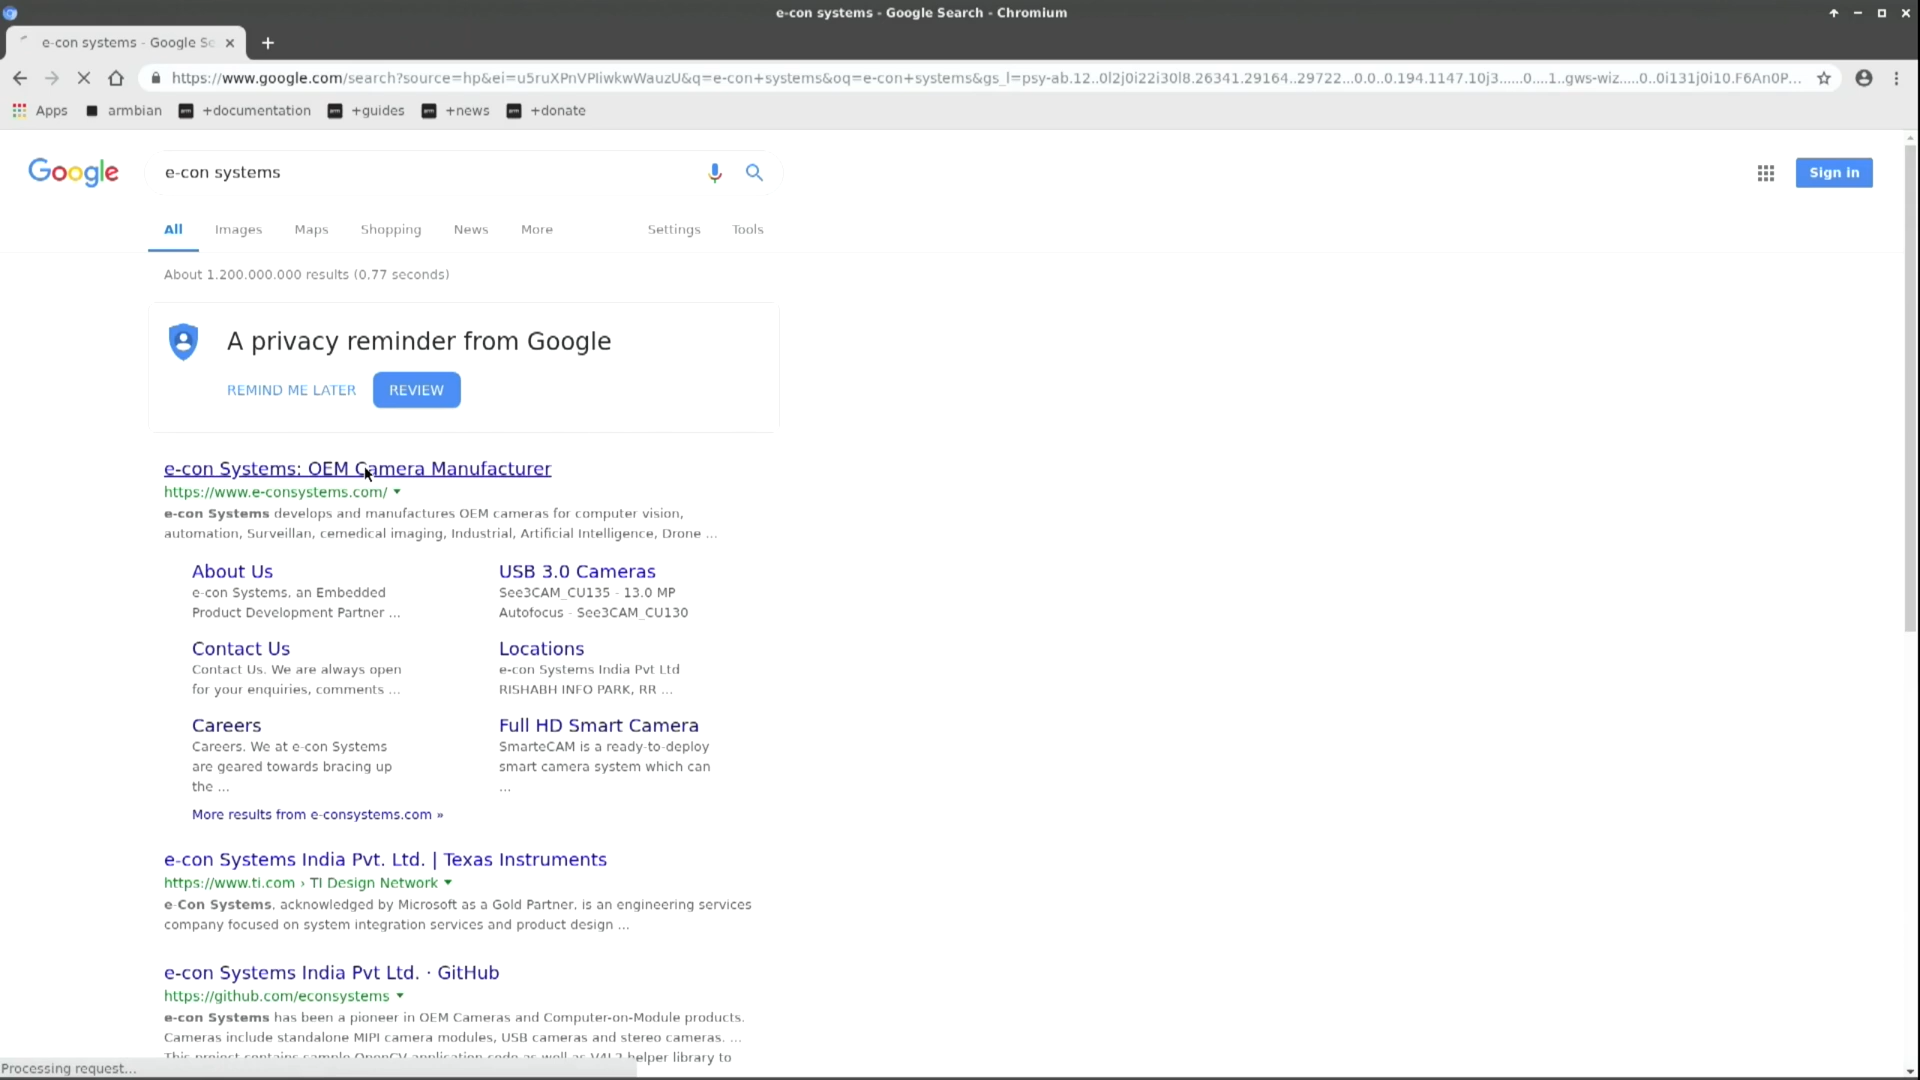 e-con systems - Google Search - Chromium
e-con systems - Google Se
https://www.google.com/search?source=hp&ei=u5ruXPnVPIiwkwWauzU&q=e-con+systems&oq=e-con+systems&gs_l=psy-ab.12..0l2j0i22i30l8.26341.29164..29722...0.0..0.194.1147.10j3......0....1..gws-wiz.....0..0i131j0i10.F6An0P...
Apps armbian +documentation +guides +news +donate
Google e-con systems Sign in
All Images Maps Shopping News More Settings Tools
About 1.200.000.000 results (0.77 seconds)
A privacy reminder from Google
REMIND ME LATER REVIEW
e-con Systems: OEM Camera Manufacturer
https://www.e-consystems.com/
e-con Systems develops and manufactures OEM cameras for computer vision,
automation, Surveillan, cemedical imaging, Industrial, Artificial Intelligence, Drone ...
About Us
e-con Systems, an Embedded
Product Development Partner ...
USB 3.0 Cameras
See3CAM_CU135 - 13.0 MP
Autofocus - See3CAM_CU130
Contact Us
Contact Us. We are always open
for your enquiries, comments ...
Locations
e-con Systems India Pvt Ltd
RISHABH INFO PARK, RR ...
Careers
Careers. We at e-con Systems
are geared towards bracing up
the ...
Full HD Smart Camera
SmarteCAM is a ready-to-deploy
smart camera system which can
...
More results from e-consystems.com »
e-con Systems India Pvt. Ltd. | Texas Instruments
https://www.ti.com › TI Design Network
e-Con Systems, acknowledged by Microsoft as a Gold Partner, is an engineering services
company focused on system integration services and product design ...
e-con Systems India Pvt Ltd. · GitHub
https://github.com/econsystems
e-con Systems has been a pioneer in OEM Cameras and Computer-on-Module products.
Cameras include standalone MIPI camera modules, USB cameras and stereo cameras. ...
This project contains sample OpenCV application code as well as V4L2 helper library to
Processing request...